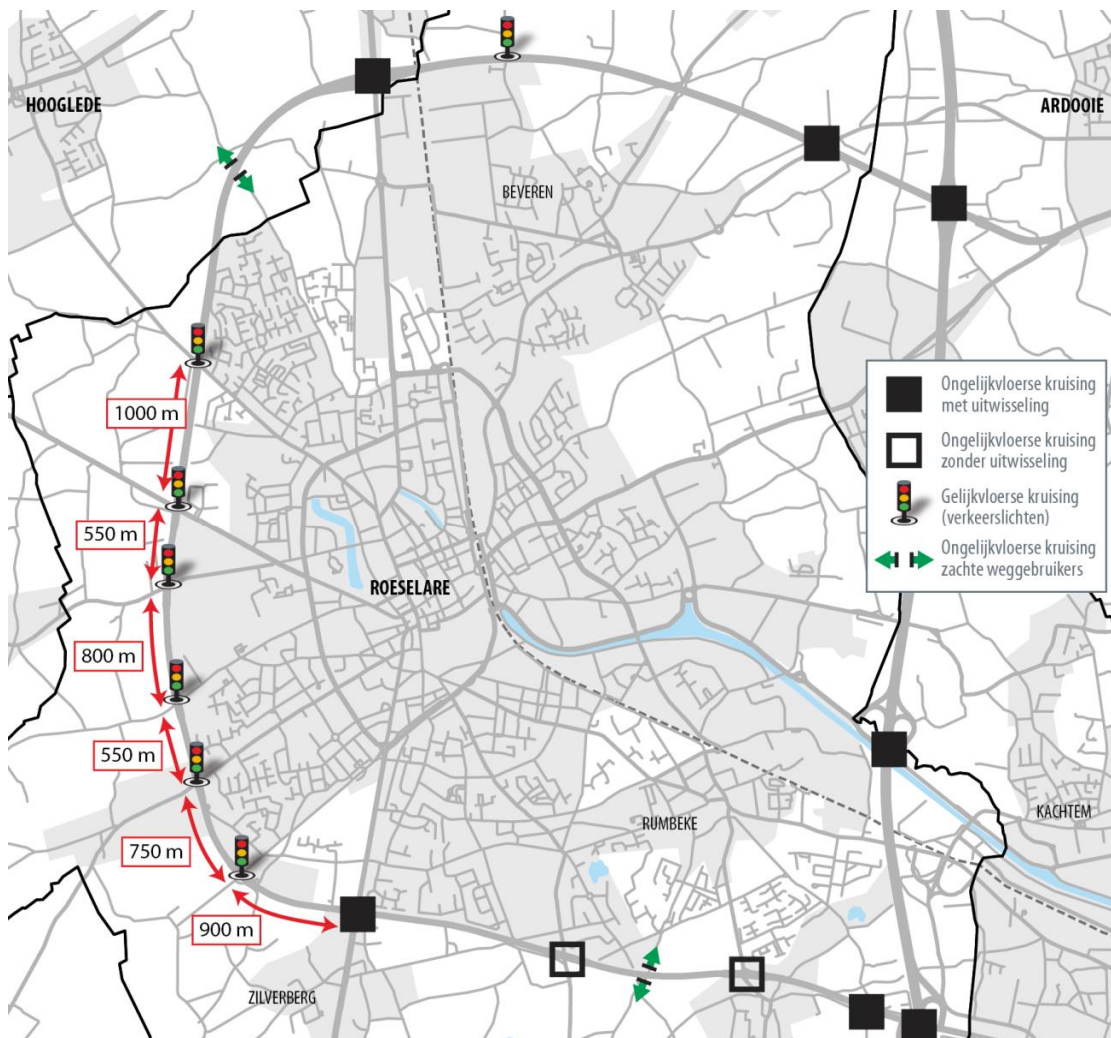 HOOGLEDE
ARDOOIE
BEVEREN
Ongelijkvloerse kruising
met uitwisseling
Ongelijkvloerse kruising
zonder uitwisseling
Gelijkvloerse kruising
(verkeerslichten)
Ongelijkvloerse kruising
zachte weggebruikers
1000 m
550 m
ROESELARE
800 m
550 m
RUMBEKE
KACHTEM
750 m
900 m
ZILVERBERG